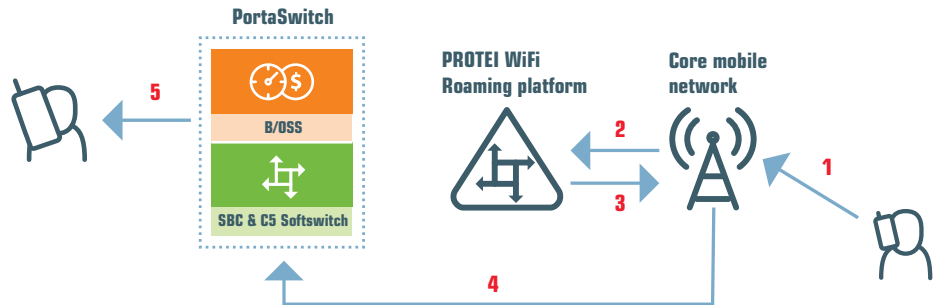 PortaSwitch
PROTEI WiFi
Roaming platform
Core mobile
network
5
$
B/OSS
2
1
3
SBC & C5 Softswitch
4